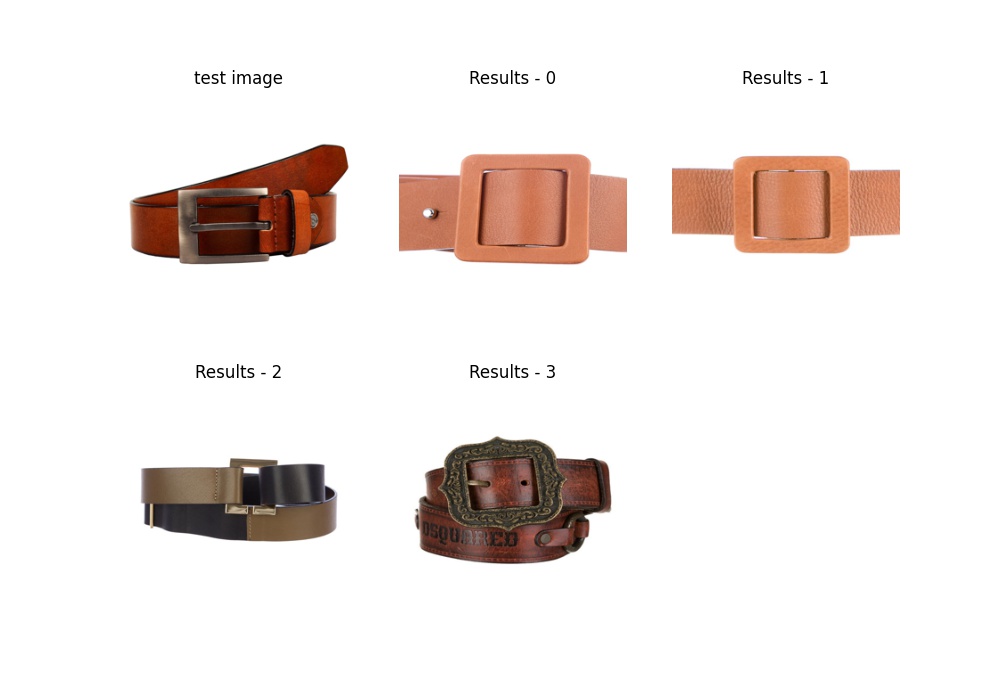 test image
Results - 0
Results - 1
Results - 2
Results - 3
DSQUARED